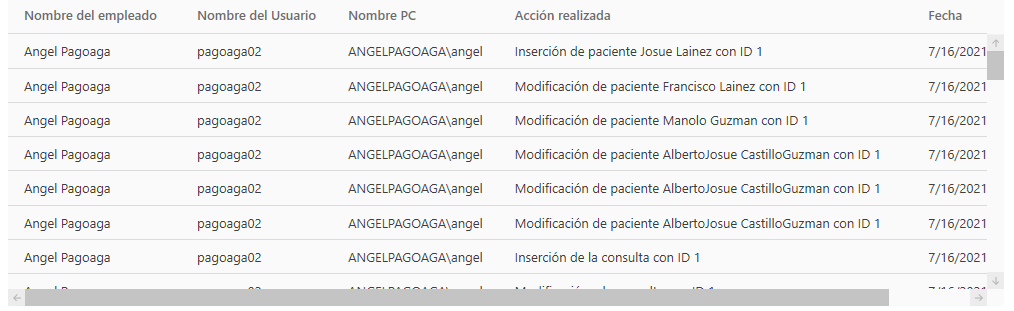 Nombre del empleado Nombre del Usuario Nombre PC Acción realizada Fecha
Angel Pagoaga pagoaga02 ANGELPAGOAGA\angel Inserción de paciente Josue Lainez con ID 1 7/16/2021
Angel Pagoaga pagoaga02 ANGELPAGOAGA\angel Modificación de paciente Francisco Lainez con ID 1 7/16/2021
Angel Pagoaga pagoaga02 ANGELPAGOAGA\angel Modificación de paciente Manolo Guzman con ID 1 7/16/2021
Angel Pagoaga pagoaga02 ANGELPAGOAGA\angel Modificación de paciente AlbertoJosue CastilloGuzman con ID 1 7/16/2021
Angel Pagoaga pagoaga02 ANGELPAGOAGA\angel Modificación de paciente AlbertoJosue CastilloGuzman con ID 1 7/16/2021
Angel Pagoaga pagoaga02 ANGELPAGOAGA\angel Modificación de paciente AlbertoJosue CastilloGuzman con ID 1 7/16/2021
Angel Pagoaga pagoaga02 ANGELPAGOAGA\angel Inserción de la consulta con ID 1 7/16/2021